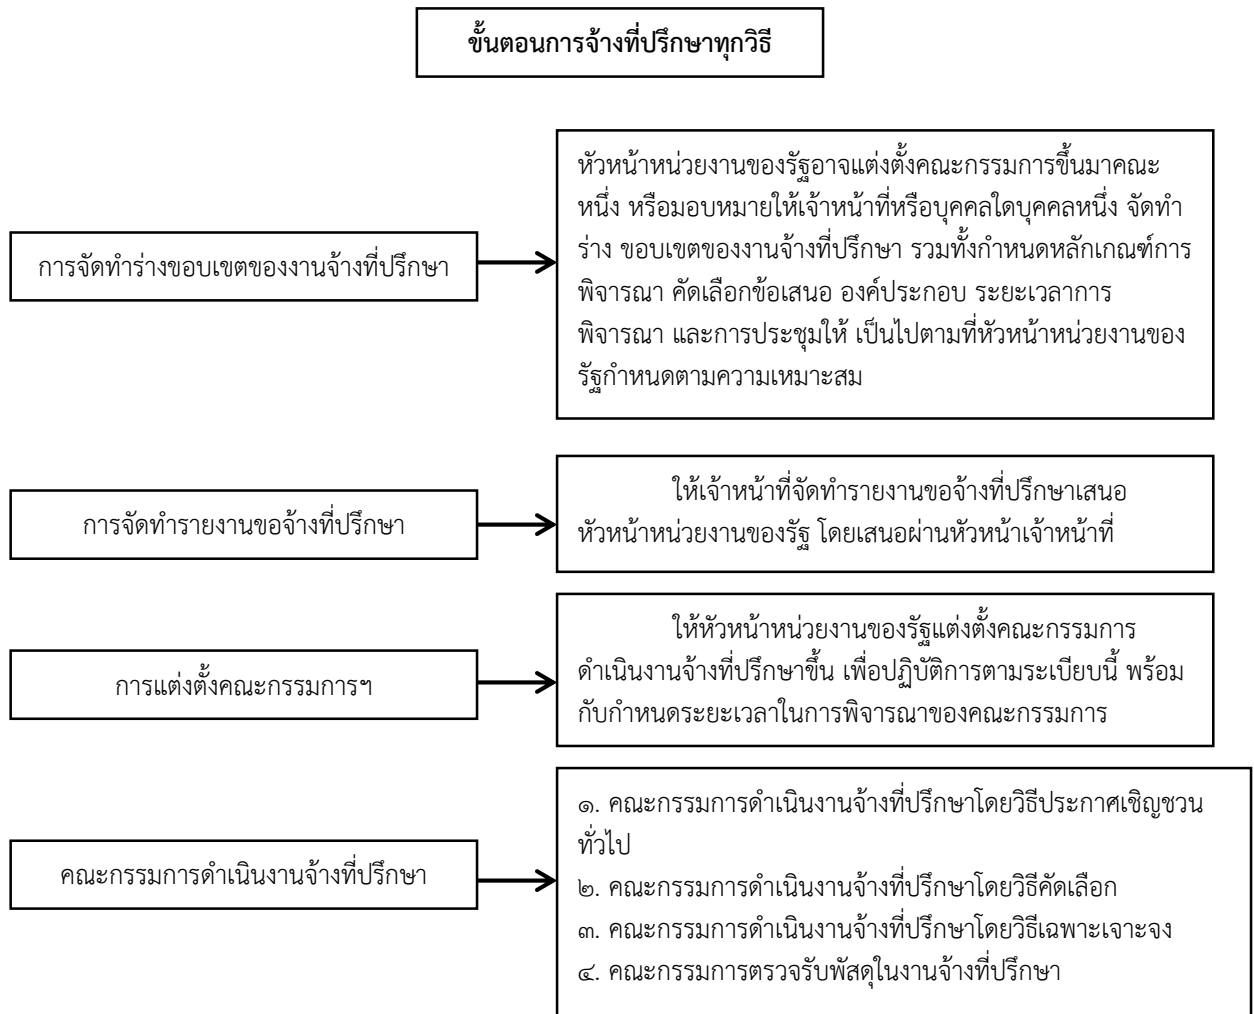 ขั้นตอนการจ้างที่ปรึกษาทุกวิธี
การจัดทำร่างขอบเขตของงานจ้างที่ปรึกษา
หัวหน้าหน่วยงานของรัฐอาจแต่งตั้งคณะกรรมการขึ้นมาคณะ
หนึ่ง หรือมอบหมายให้เจ้าหน้าที่หรือบุคคลใดบุคคลหนึ่ง จัดทำ
ร่าง ขอบเขตของงานจ้างที่ปรึกษา รวมทั้งกำหนดหลักเกณฑ์การ
พิจารณา คัดเลือกข้อเสนอ องค์ประกอบ ระยะเวลาการ
พิจารณา และการประชุมให้ เป็นไปตามที่หัวหน้าหน่วยงานของ
รัฐกำหนดตามความเหมาะสม
การจัดทำรายงานขอจ้างที่ปรึกษา
ให้เจ้าหน้าที่จัดทำรายงานขอจ้างที่ปรึกษาเสนอ
หัวหน้าหน่วยงานของรัฐ โดยเสนอผ่านหัวหน้าเจ้าหน้าที่
การแต่งตั้งคณะกรรมการฯ
ให้หัวหน้าหน่วยงานของรัฐแต่งตั้งคณะกรรมการ
ดำเนินงานจ้างที่ปรึกษาขึ้น เพื่อปฏิบัติการตามระเบียบนี้ พร้อม
กับกำหนดระยะเวลาในการพิจารณาของคณะกรรมการ
คณะกรรมการดำเนินงานจ้างที่ปรึกษา
๑. คณะกรรมการดำเนินงานจ้างที่ปรึกษาโดยวิธีประกาศเชิญชวน
ทั่วไป
๒. คณะกรรมการดำเนินงานจ้างที่ปรึกษาโดยวิธีคัดเลือก
๓. คณะกรรมการดำเนินงานจ้างที่ปรึกษาโดยวิธีเฉพาะเจาะจง
๔. คณะกรรมการตรวจรับพัสดุในงานจ้างที่ปรึกษา